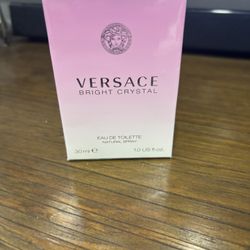 VERSACE
BRIGHT CRYSTAL
EAU DE TOILETTE
NATURAL SPRAY
30 ml ℮ 1.0 US fl. oz.